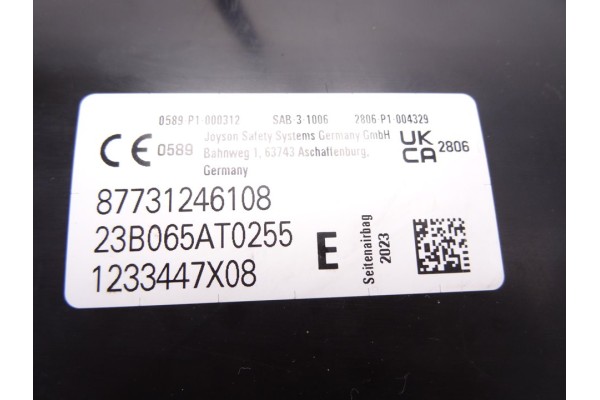 0589-P1-000312 SAB-3-1006 2806-P1-004329
CE 0589 Joyson Safety Systems Germany GmbH
Bahnweg 1, 63743 Aschaffenburg,
Germany
UK
CA 2806
87731246108
23B065AT0255
1233447X08
E
Seitenairbag
2023